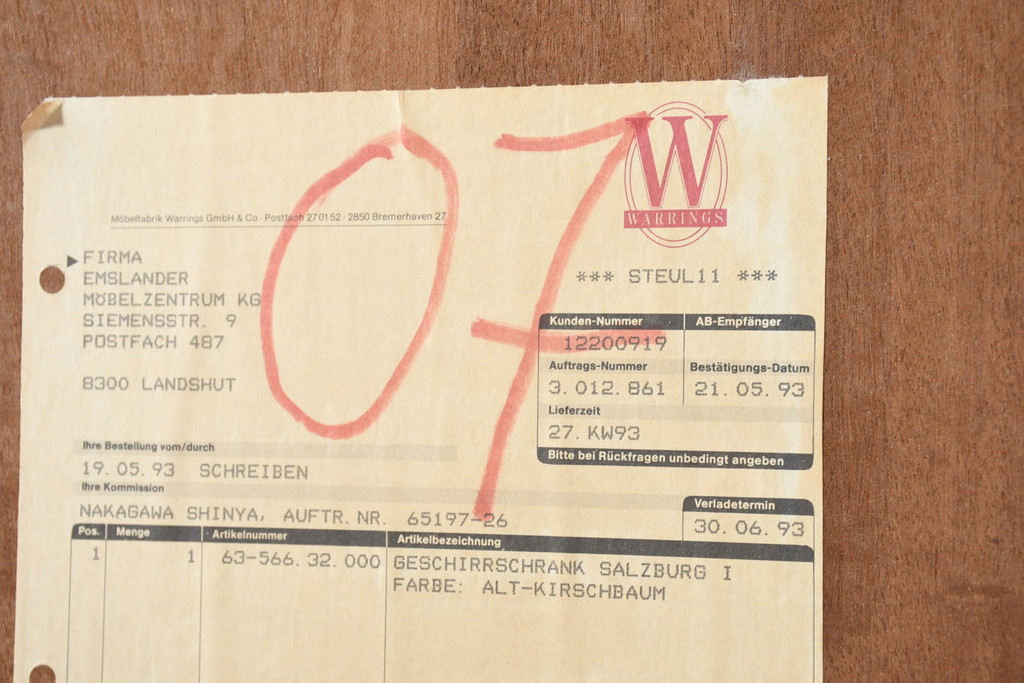 07
W
WARRINGS
Möbelfabrik Warrings GmbH & Co · Postfach 270152 · 2850 Bremerhaven 27
FIRMA
EMSLANDER
MÖBELZENTRUM KG
SIEMENSSTR. 9
POSTFACH 487
8300 LANDSHUT
*** STEUL11 ***
Kunden-Nummer AB-Empfänger
12200919
Auftrags-Nummer Bestätigungs-Datum
3.012.861 21.05.93
Lieferzeit
27.KW93
Bitte bei Rückfragen unbedingt angeben
Ihre Bestellung vom/durch
19.05.93 SCHREIBEN
Ihre Kommission
NAKAGAWA SHINYA, AUFTR.NR. 65197-26
Verladetermin
30.06.93
Pos. Menge Artikelnummer Artikelbezeichnung
1 1 63-566.32.000 GESCHIRRSCHRANK SALZBURG I
FARBE: ALT-KIRSCHBAUM